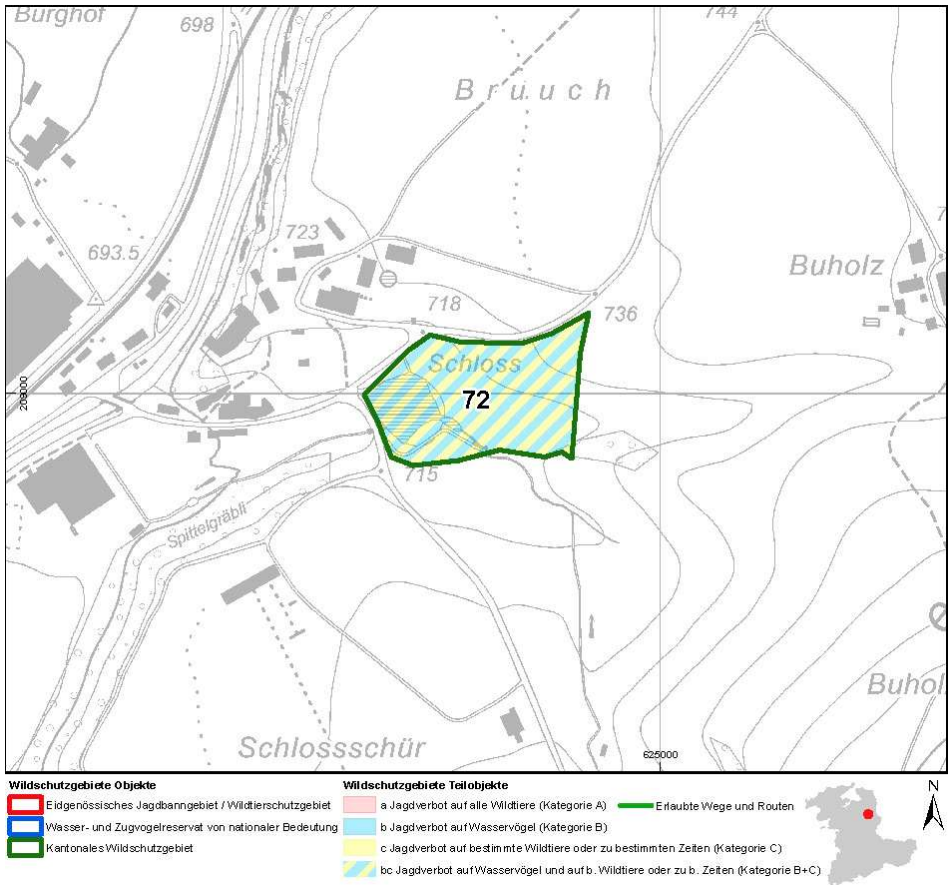 Burghof
698
744
Bruuch
723
693.5
Buholz
718
736
Schloss
209000
72
715
Spittelgräbli
Buhol
Schlossschür
625000
Wildschutzgebiete Objekte
Eidgenössisches Jagdbanngebiet / Wildtierschutzgebiet
Wasser- und Zugvogelreservat von nationaler Bedeutung
Kantonales Wildschutzgebiet
Wildschutzgebiete Teilobjekte
a Jagdverbot auf alle Wildtiere (Kategorie A)
b Jagdverbot auf Wasservögel (Kategorie B)
c Jagdverbot auf bestimmte Wildtiere oder zu bestimmten Zeiten (Kategorie C)
bc Jagdverbot auf Wasservögel und auf b. Wildtiere oder zu b. Zeiten (Kategorie B+C)
Erlaubte Wege und Routen
N